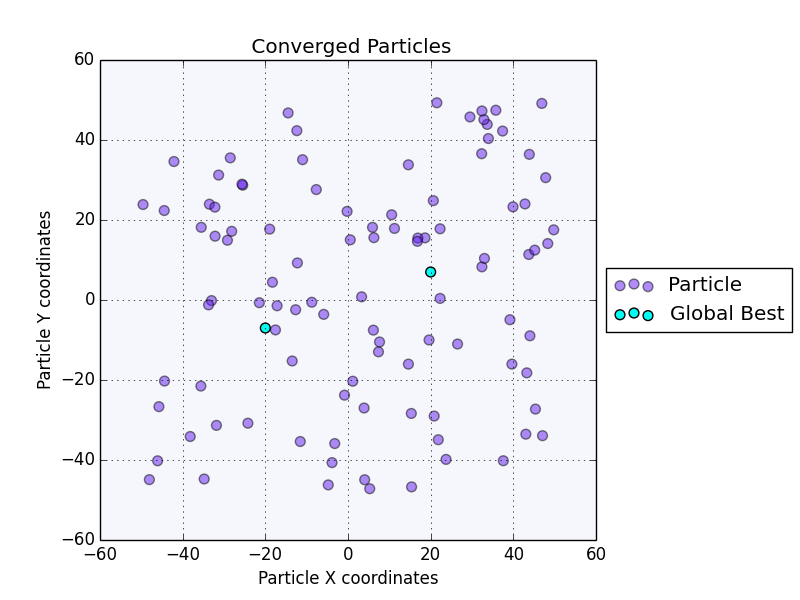 Converged Particles
60
40
20
0
−20
−40
−60
Particle Y coordinates
−60 −40 −20 0 20 40 60
Particle X coordinates
Particle
Global Best